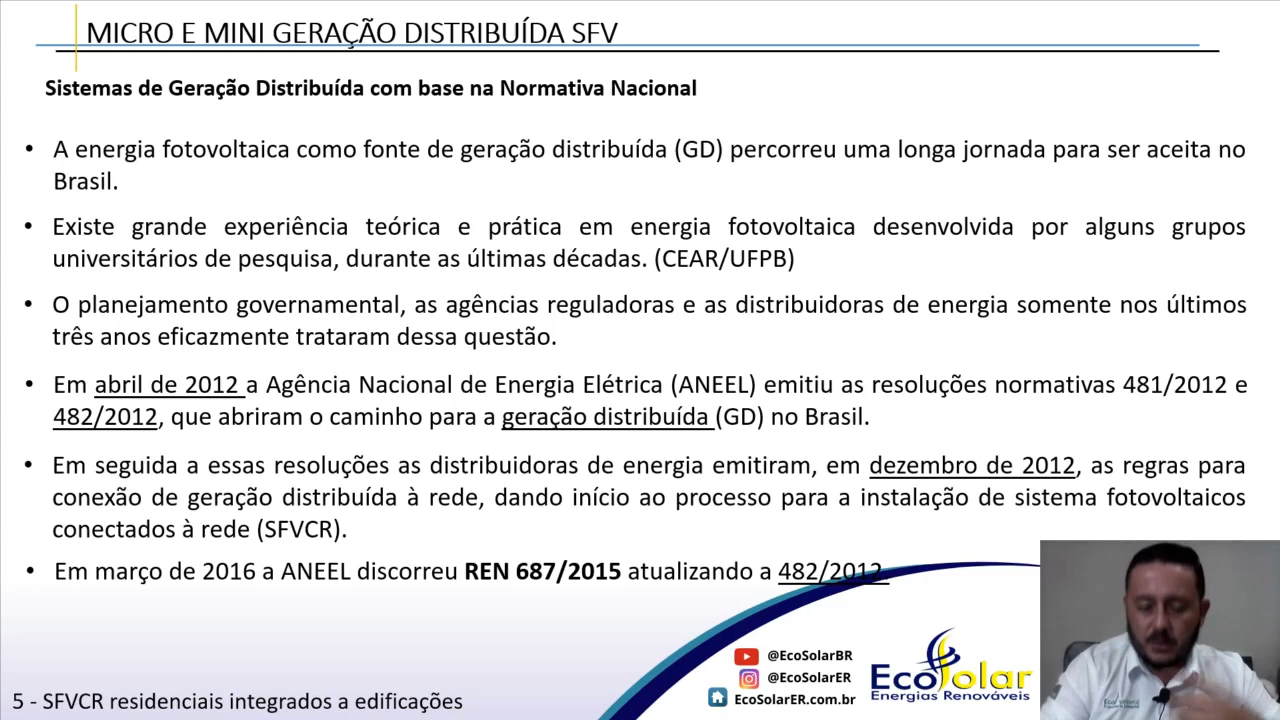 MICRO E MINI GERAÇÃO DISTRIBUÍDA SFV
Sistemas de Geração Distribuída com base na Normativa Nacional
• A energia fotovoltaica como fonte de geração distribuída (GD) percorreu uma longa jornada para ser aceita no
Brasil.
• Existe grande experiência teórica e prática em energia fotovoltaica desenvolvida por alguns grupos
universitários de pesquisa, durante as últimas décadas. (CEAR/UFPB)
• O planejamento governamental, as agências reguladoras e as distribuidoras de energia somente nos últimos
três anos eficazmente trataram dessa questão.
• Em abril de 2012 a Agência Nacional de Energia Elétrica (ANEEL) emitiu as resoluções normativas 481/2012 e
482/2012, que abriram o caminho para a geração distribuída (GD) no Brasil.
• Em seguida a essas resoluções as distribuidoras de energia emitiram, em dezembro de 2012, as regras para
conexão de geração distribuída à rede, dando início ao processo para a instalação de sistema fotovoltaicos
conectados à rede (SFVCR).
• Em março de 2016 a ANEEL discorreu REN 687/2015 atualizando a 482/2012.
@EcoSolarBR
@EcoSolarER
EcoSolarER.com.br
EcoSolar
Energias Renováveis
5 - SFVCR residenciais integrados a edificações